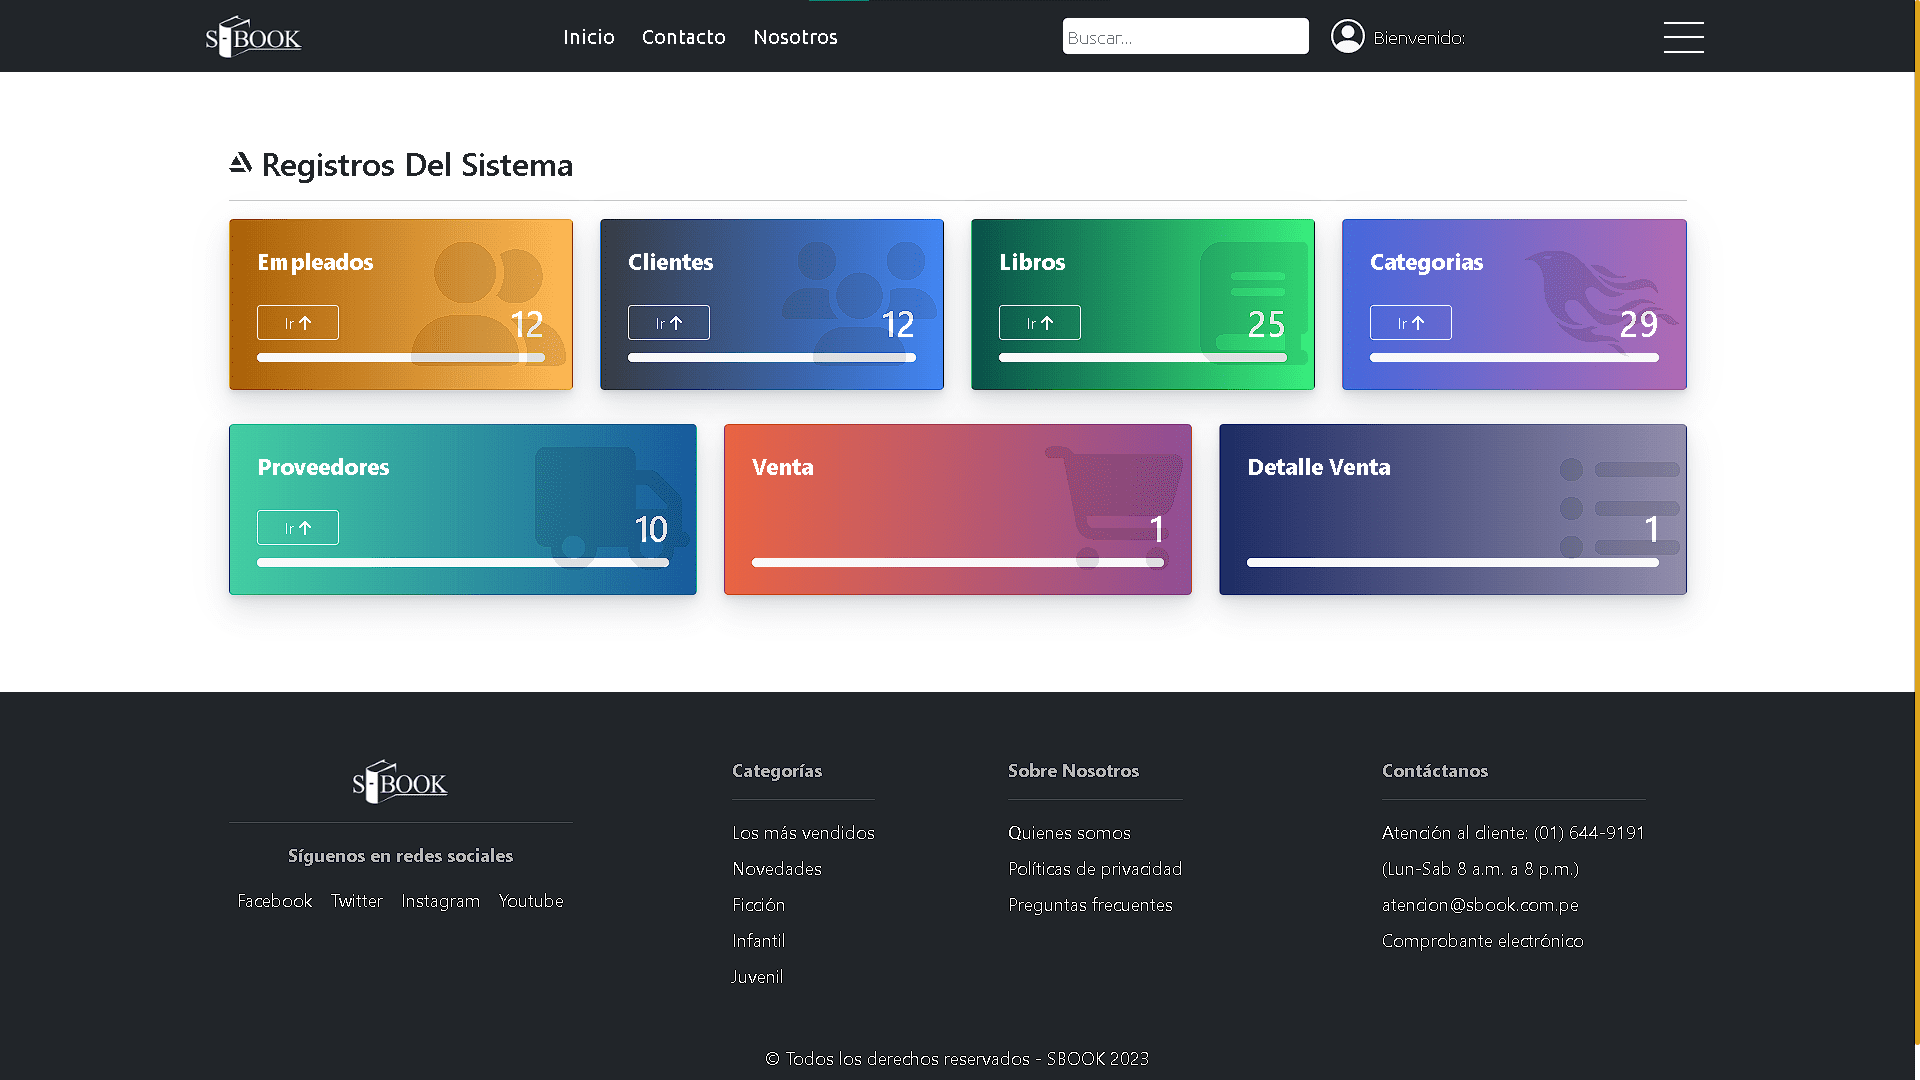 S-BOOK
Inicio Contacto Nosotros
Buscar...
Bienvenido:
Registros Del Sistema
Empleados
Ir
12
Clientes
Ir
12
Libros
Ir
25
Categorias
Ir
29
Proveedores
Ir
10
Venta
1
Detalle Venta
1
S-BOOK
Síguenos en redes sociales
Facebook Twitter Instagram Youtube
Categorías
Los más vendidos
Novedades
Ficción
Infantil
Juvenil
Sobre Nosotros
Quienes somos
Políticas de privacidad
Preguntas frecuentes
Contáctanos
Atención al cliente: (01) 644-9191
(Lun-Sab 8 a.m. a 8 p.m.)
atencion@sbook.com.pe
Comprobante electrónico
© Todos los derechos reservados - SBOOK 2023